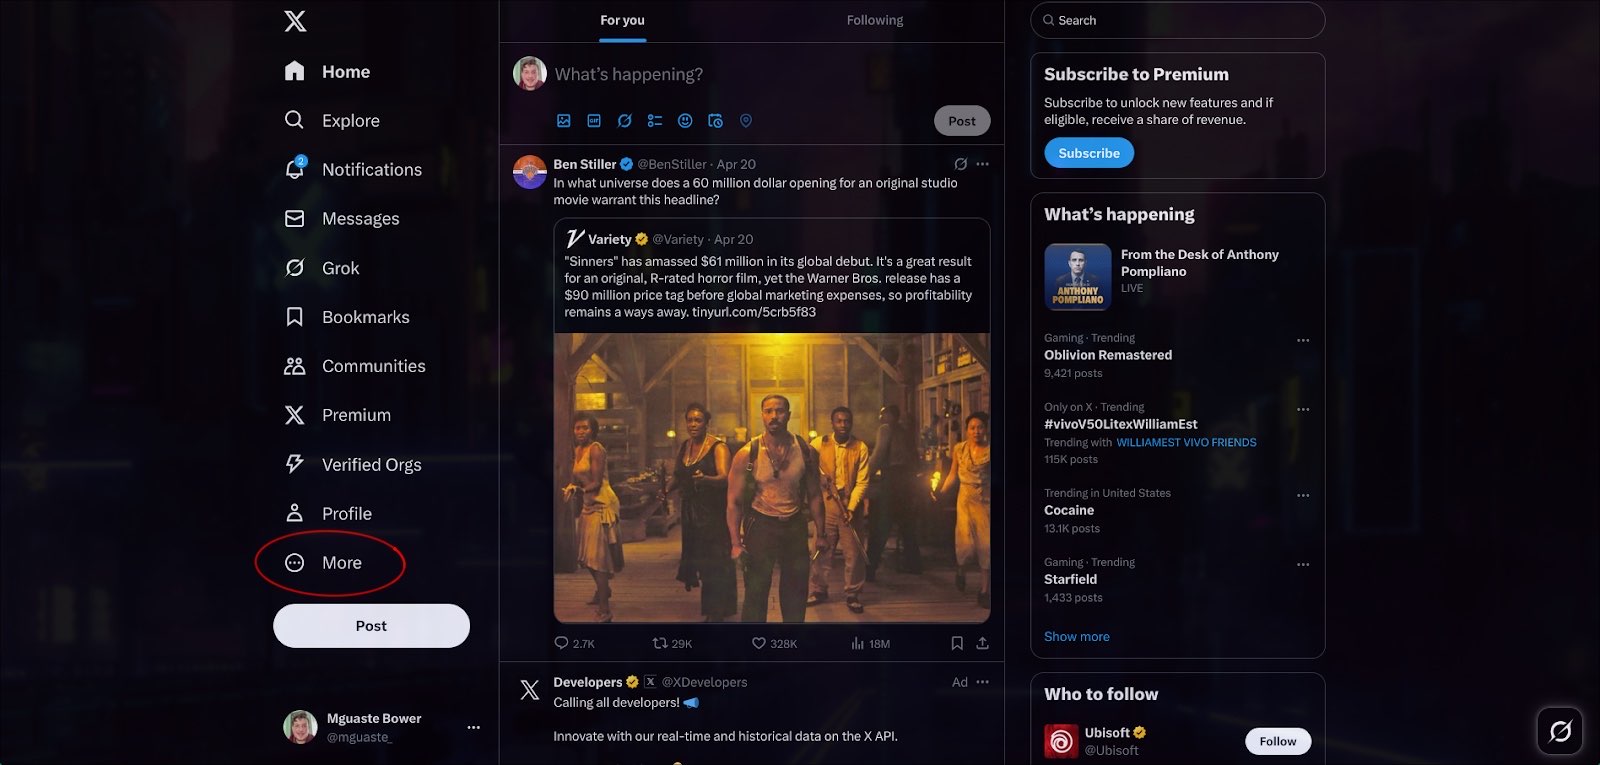 Home
Explore
2
Notifications
Messages
Grok
Bookmarks
Communities
Premium
Verified Orgs
Profile
More
Post
Mguaste Bower
@mguaste_
For you
Following
What's happening?
GIF
Post
Ben Stiller @BenStiller · Apr 20
In what universe does a 60 million dollar opening for an original studio
movie warrant this headline?
Variety @Variety · Apr 20
"Sinners" has amassed $61 million in its global debut. It's a great result
for an original, R-rated horror film, yet the Warner Bros. release has a
$90 million price tag before global marketing expenses, so profitability
remains a ways away. tinyurl.com/5crb5f83
2.7K 29K 328K 18M
Developers @XDevelopers Ad
Calling all developers!
Innovate with our real-time and historical data on the X API.
Search
Subscribe to Premium
Subscribe to unlock new features and if
eligible, receive a share of revenue.
Subscribe
What's happening
ANTHONY
POMPLIANO
From the Desk of Anthony
Pompliano
LIVE
Gaming · Trending
Oblivion Remastered
9,421 posts
Only on X · Trending
#vivoV50LitexWilliamEst
Trending with WILLIAMEST VIVO FRIENDS
115K posts
Trending in United States
Cocaine
13.1K posts
Gaming · Trending
Starfield
1,433 posts
Show more
Who to follow
Ubisoft
@Ubisoft
Follow